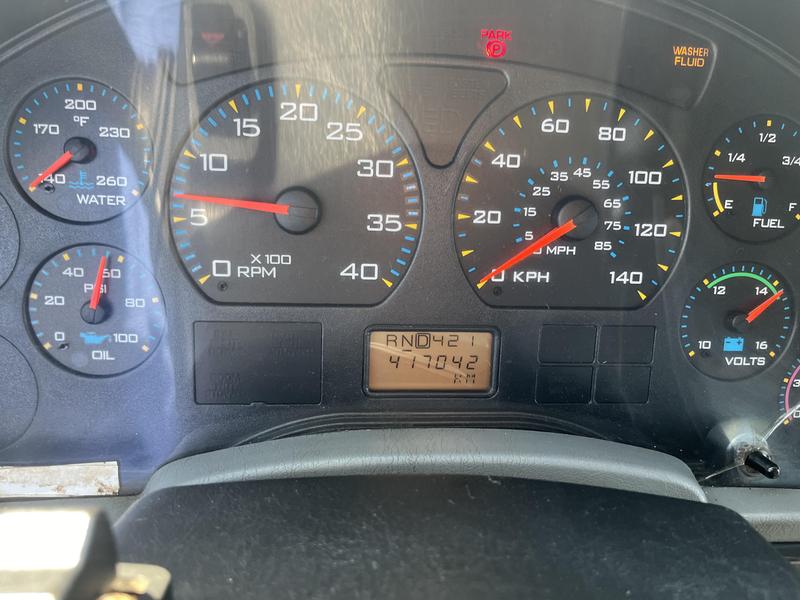 PARK
P
WASHER
FLUID
200
°F
170
230
140
260
WATER
0
5
10
15
20
25
30
35
40
X 100
RPM
0
20
40
60
80
100
120
140
KPH
5
15
25
35
45
55
65
75
85
MPH
1/4
1/2
3/4
E
F
FUEL
0
20
40
60
80
100
PSI
OIL
RND421
417042
10
12
14
16
VOLTS